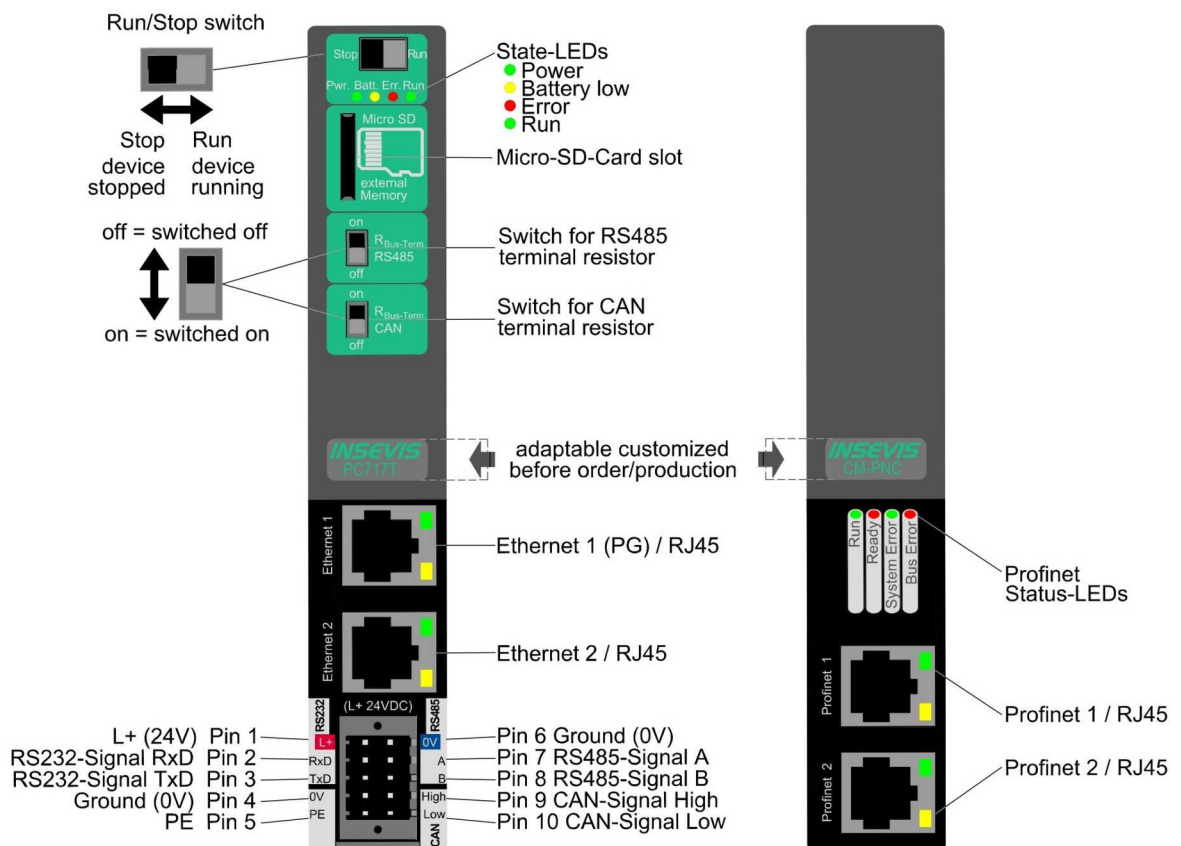 Run/Stop switch
Stop Run
device device
stopped running
off = switched off
on = switched on
Stop Run
Pwr. Batt. Err. Run
Micro SD
external
Memory
on
RBus-Term
RS485
off
on
RBus-Term
CAN
off
State-LEDs
Power
Battery low
Error
Run
Micro-SD-Card slot
Switch for RS485
terminal resistor
Switch for CAN
terminal resistor
INSEVIS
PC717T
adaptable customized
before order/production
INSEVIS
CM-PNC
Ethernet 1
Ethernet 1 (PG) / RJ45
Ethernet 2
Ethernet 2 / RJ45
RS232
(L+ 24VDC)
RS485
L+ (24V) Pin 1
RS232-Signal RxD Pin 2
RS232-Signal TxD Pin 3
Ground (0V) Pin 4
PE Pin 5
L+
RxD
TxD
0V
PE
0V
A
B
High
Low
CAN
Pin 6 Ground (0V)
Pin 7 RS485-Signal A
Pin 8 RS485-Signal B
Pin 9 CAN-Signal High
Pin 10 CAN-Signal Low
Run
Ready
System Error
Bus Error
Profinet
Status-LEDs
Profinet 1
Profinet 1 / RJ45
Profinet 2
Profinet 2 / RJ45